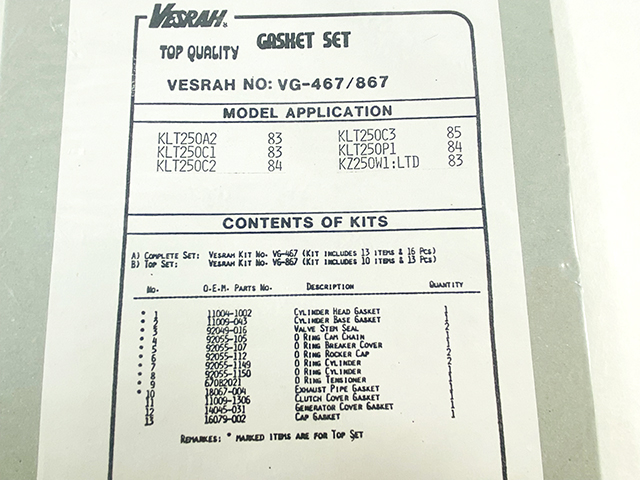 VESRAH®
TOP QUALITY GASKET SET
VESRAH NO: VG-467/867
MODEL APPLICATION
KLT250A2 83 KLT250C3 85
KLT250C1 83 KLT250P1 84
KLT250C2 84 KZ250W1:LTD 83
CONTENTS OF KITS
A) COMPLETE SET: VESRAH KIT NO. VG-467 (KIT INCLUDES 13 ITEMS & 16 PCS)
B) TOP SET: VESRAH KIT NO. VG-867 (KIT INCLUDES 10 ITEMS & 13 PCS)
NO. O.E.M. PARTS NO. DESCRIPTION QUANTITY
* 1 11004-1002 CYLINDER HEAD GASKET 1
* 2 11009-043 CYLINDER BASE GASKET 1
* 3 92049-016 VALVE STEM SEAL 2
* 4 92055-105 O RING CAM CHAIN 1
* 5 92055-107 O RING BREAKER COVER 1
* 6 92055-112 O RING ROCKER CAP 2
* 7 92055-1149 O RING CYLINDER 2
* 8 92055-1150 O RING CYLINDER 1
* 9 670B2021 O RING TENSIONER 1
* 10 18067-004 EXHAUST PIPE GASKET 1
11 11009-1306 CLUTCH COVER GASKET 1
12 14045-031 GENERATOR COVER GASKET 1
13 16079-002 CAP GASKET 1
REMARKES: * MARKED ITEMS ARE FOR TOP SET